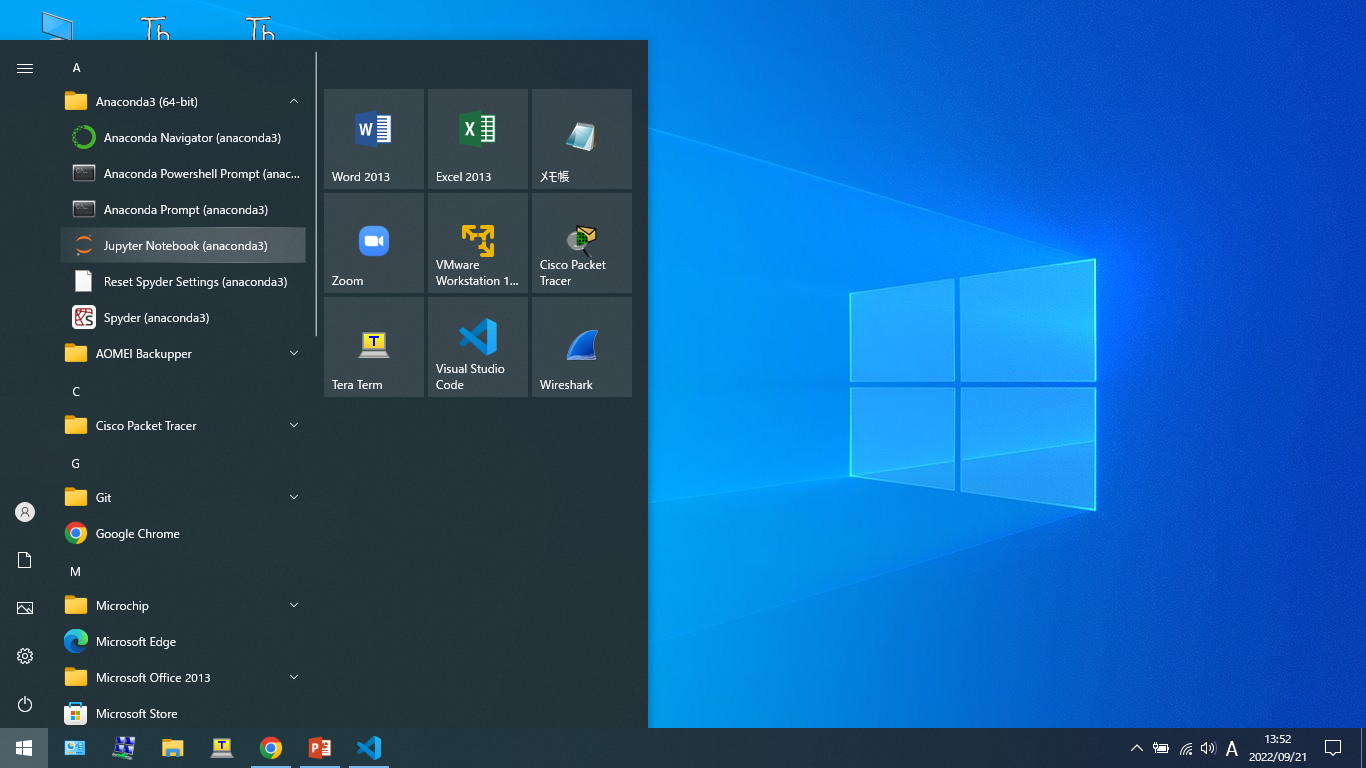 Th
Th
A
Anaconda3 (64-bit)
Anaconda Navigator (anaconda3)
Anaconda Powershell Prompt (anac...
Anaconda Prompt (anaconda3)
Jupyter Notebook (anaconda3)
Reset Spyder Settings (anaconda3)
Spyder (anaconda3)
AOMEI Backupper
C
Cisco Packet Tracer
G
Git
Google Chrome
M
Microchip
Microsoft Edge
Microsoft Office 2013
Microsoft Store
Word 2013
Excel 2013
メモ帳
Zoom
VMware
Workstation 1...
Cisco Packet
Tracer
Tera Term
Visual Studio
Code
Wireshark
A
13:52
2022/09/21